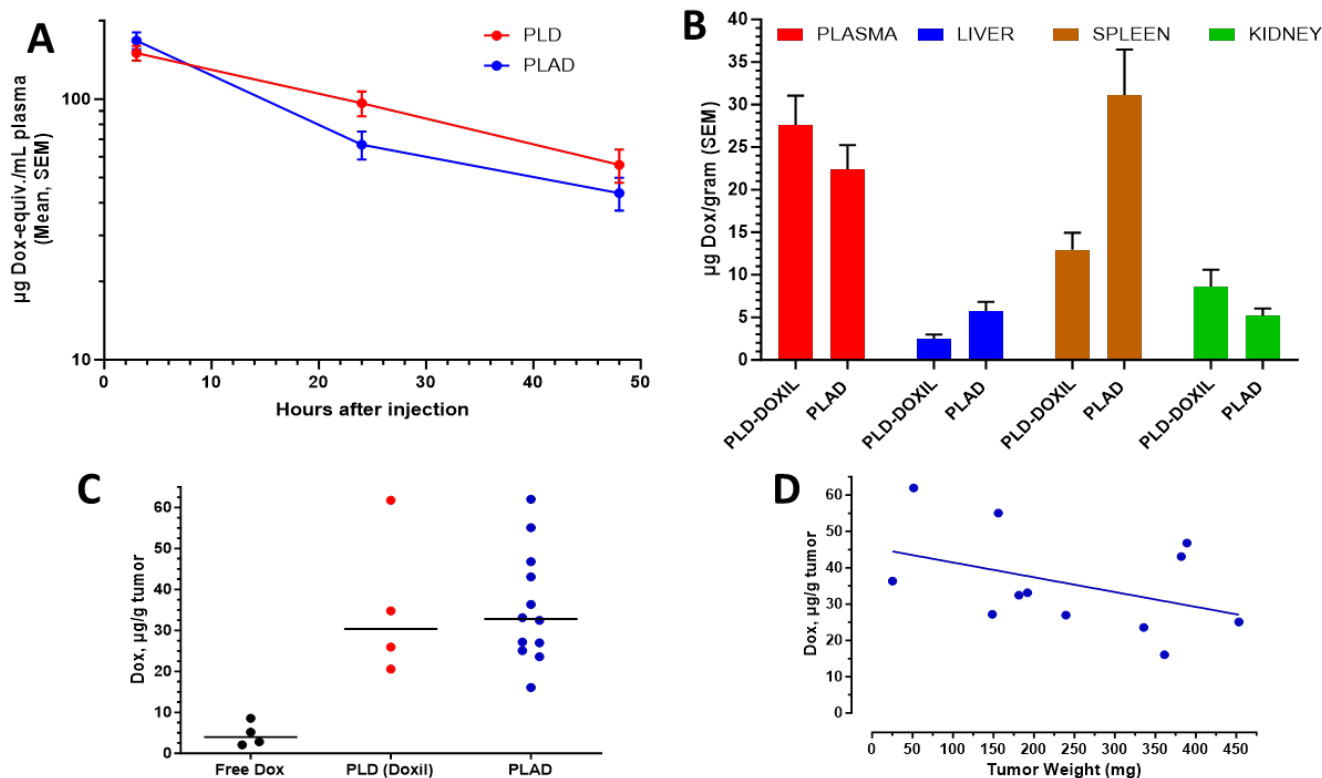 A
PLD
PLAD
µg Dox-equiv./mL plasma
(Mean, SEM)
100
10
0 10 20 30 40 50
Hours after injection
B
PLASMA LIVER SPLEEN KIDNEY
µg Dox/gram (SEM)
40
35
30
25
20
15
10
5
0
PLD-DOXIL PLAD PLD-DOXIL PLAD PLD-DOXIL PLAD PLD-DOXIL PLAD
C
Dox, µg/g tumor
60
50
40
30
20
10
0
Free Dox PLD (Doxil) PLAD
D
Dox, µg/g tumor
60
50
40
30
20
10
0
0 50 100 150 200 250 300 350 400 450
Tumor Weight (mg)